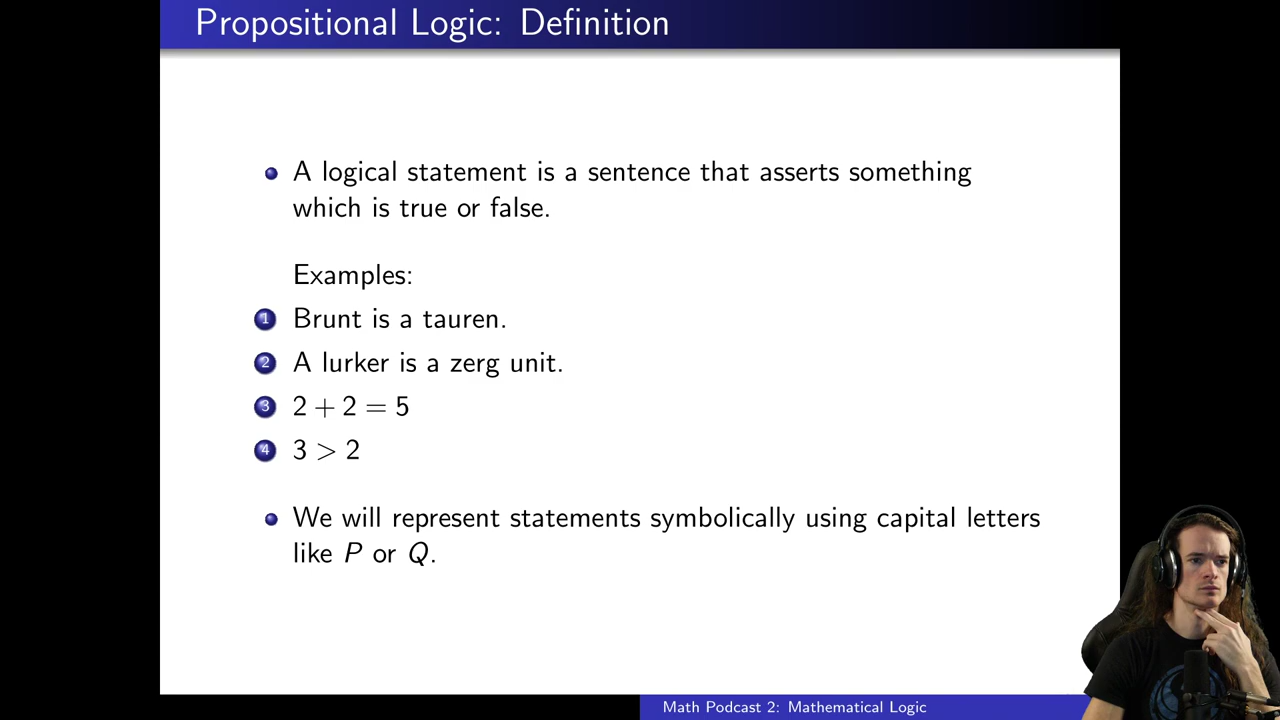 Propositional Logic: Definition
A logical statement is a sentence that asserts something
which is true or false.
Examples:
1 Brunt is a tauren.
2 A lurker is a zerg unit.
3 2 + 2 = 5
4 3 > 2
We will represent statements symbolically using capital letters
like P or Q.
Math Podcast 2: Mathematical Logic